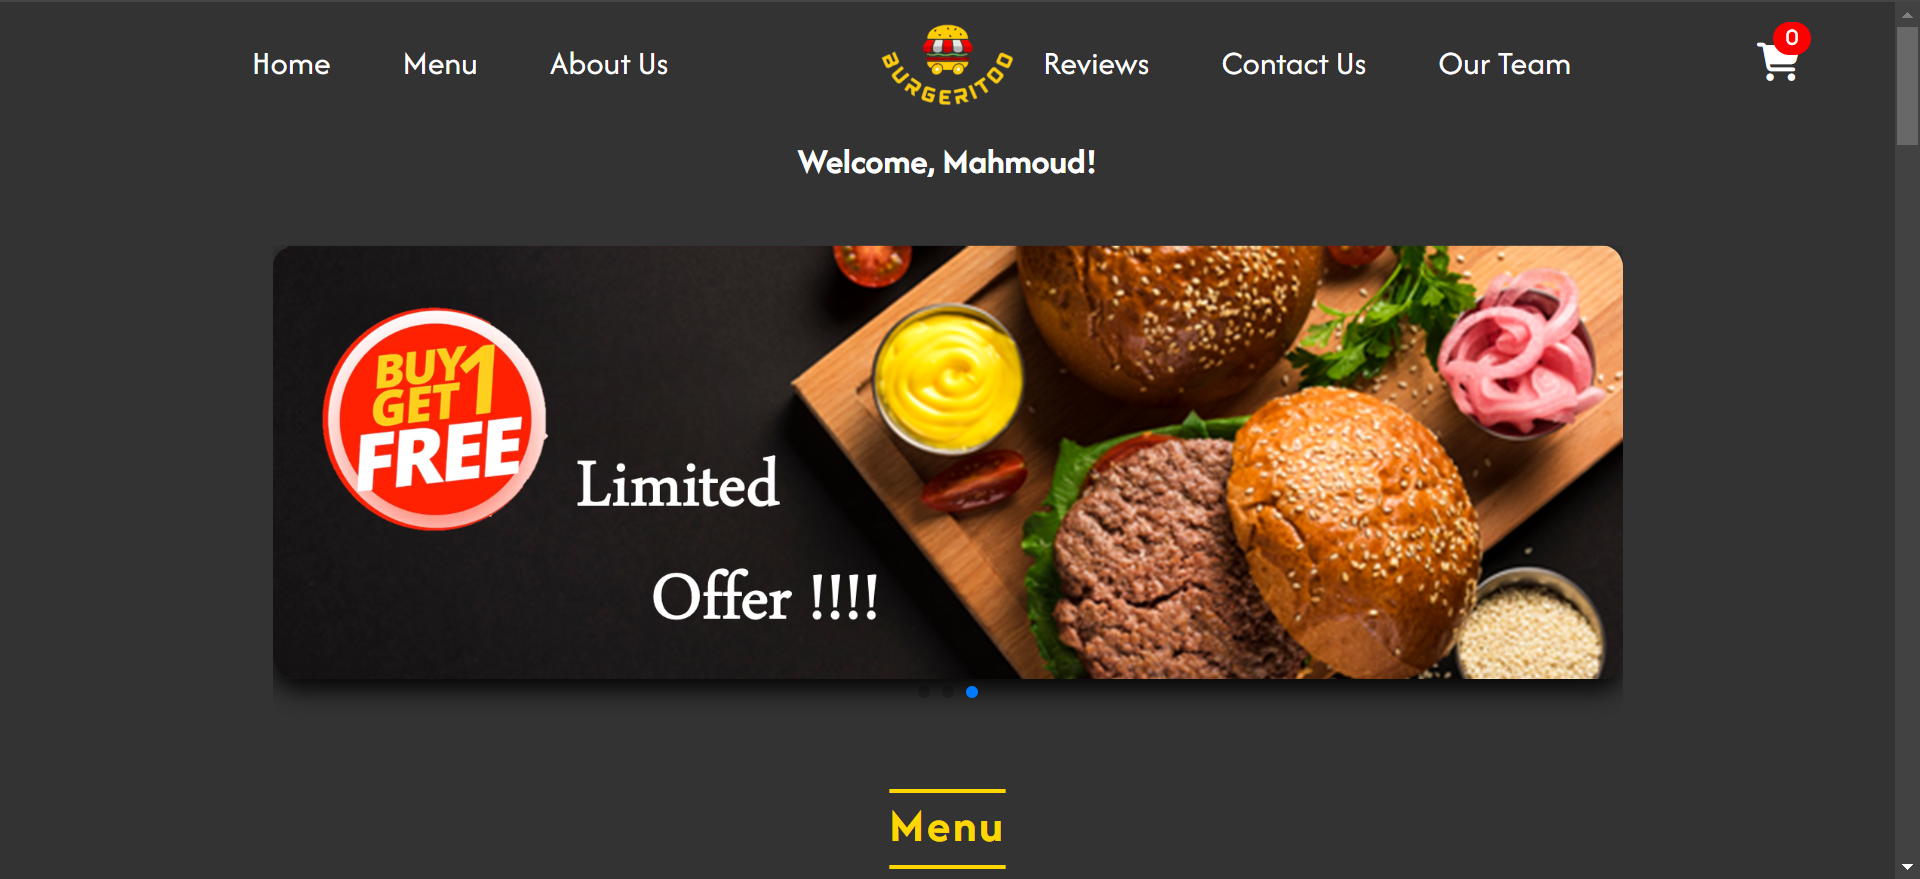 Home
Menu
About Us
BURGERITOO
Reviews
Contact Us
Our Team
0
Welcome, Mahmoud!
BUY 1
GET
FREE
Limited
Offer !!!!
Menu